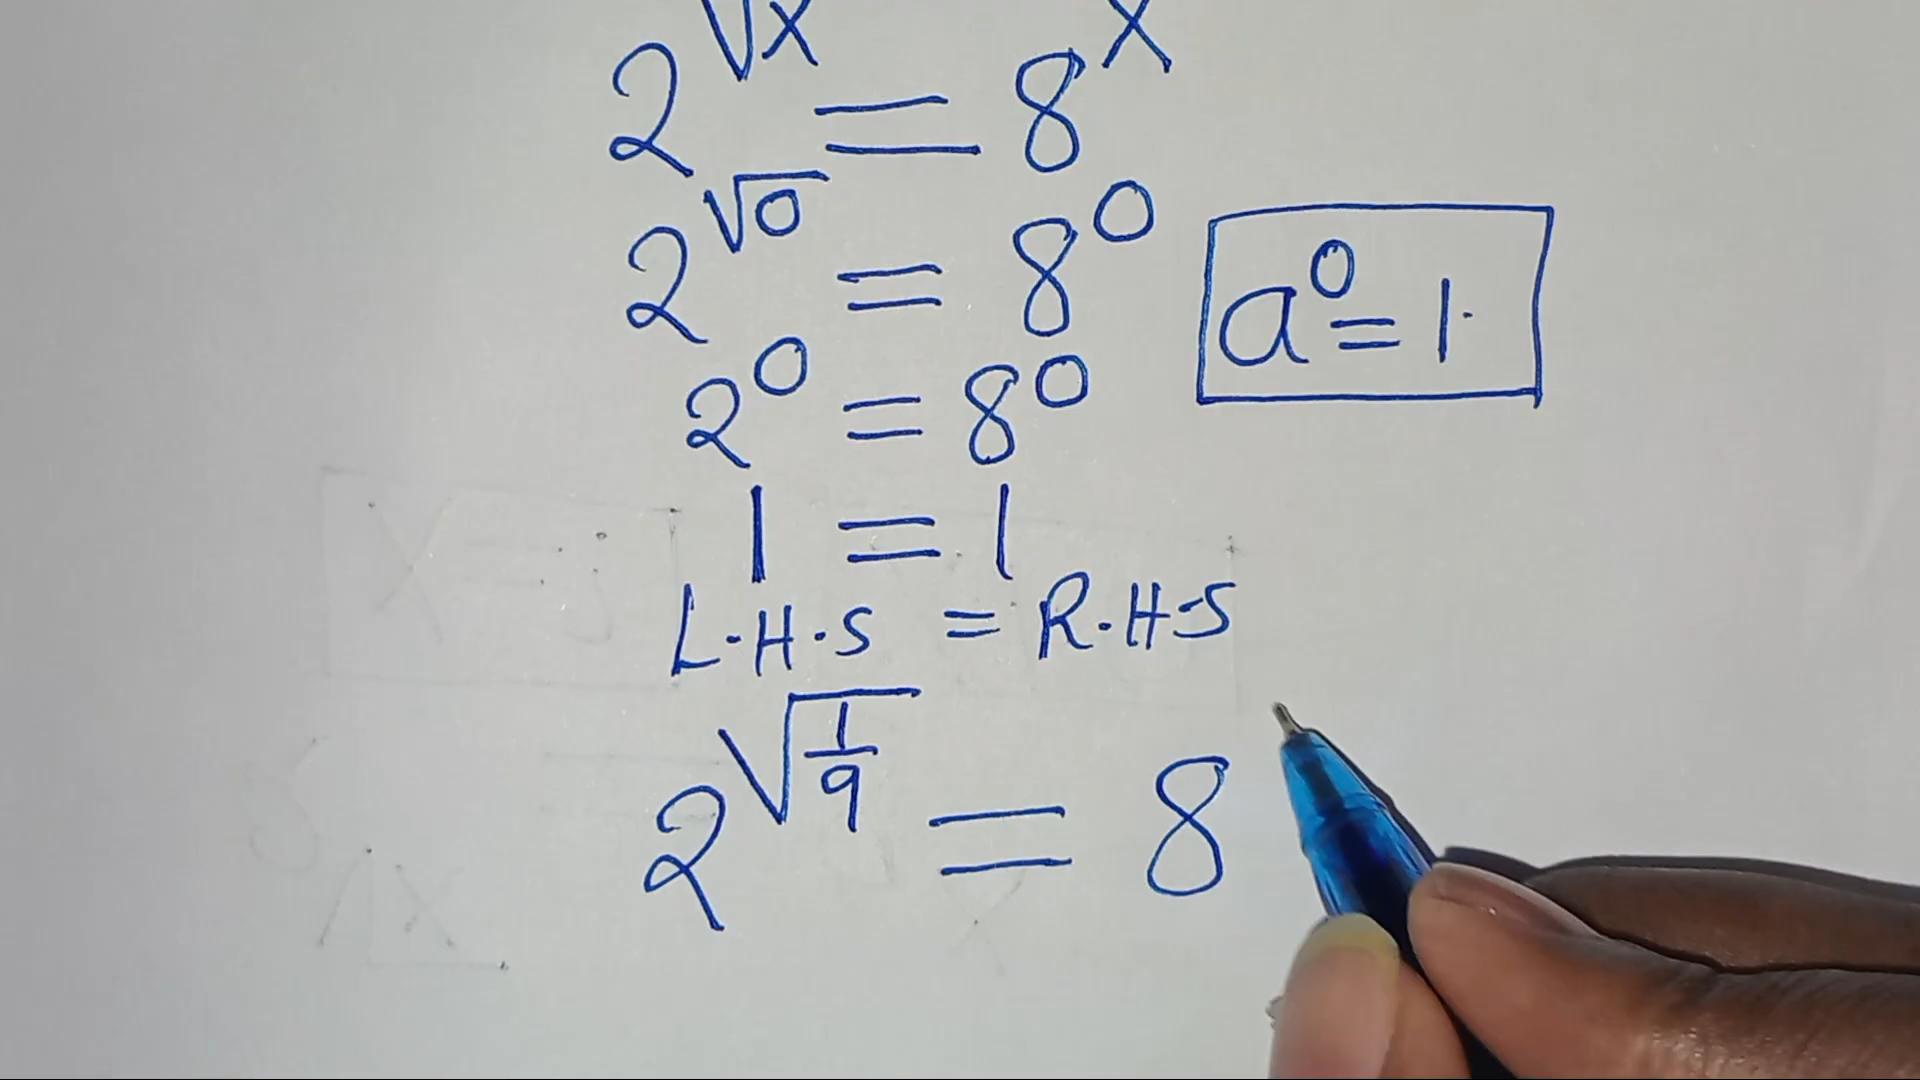 2^√x = 8^x
2^√0 = 8^0
a^0 = 1.
2^0 = 8^0
1 = 1
L.H.S = R.H.S
2^√(1/9) = 8